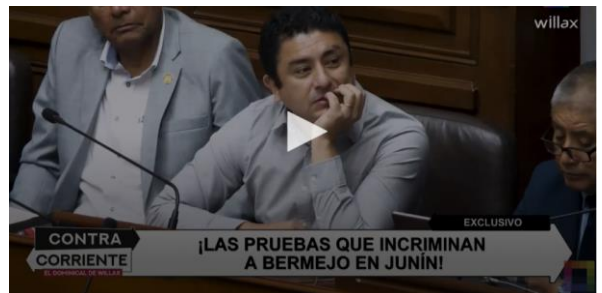 willax
EXCLUSIVO
CONTRA
CORRIENTE
EL DOMINICAL DE WILLAX
¡LAS PRUEBAS QUE INCRIMINAN
A BERMEJO EN JUNÍN!